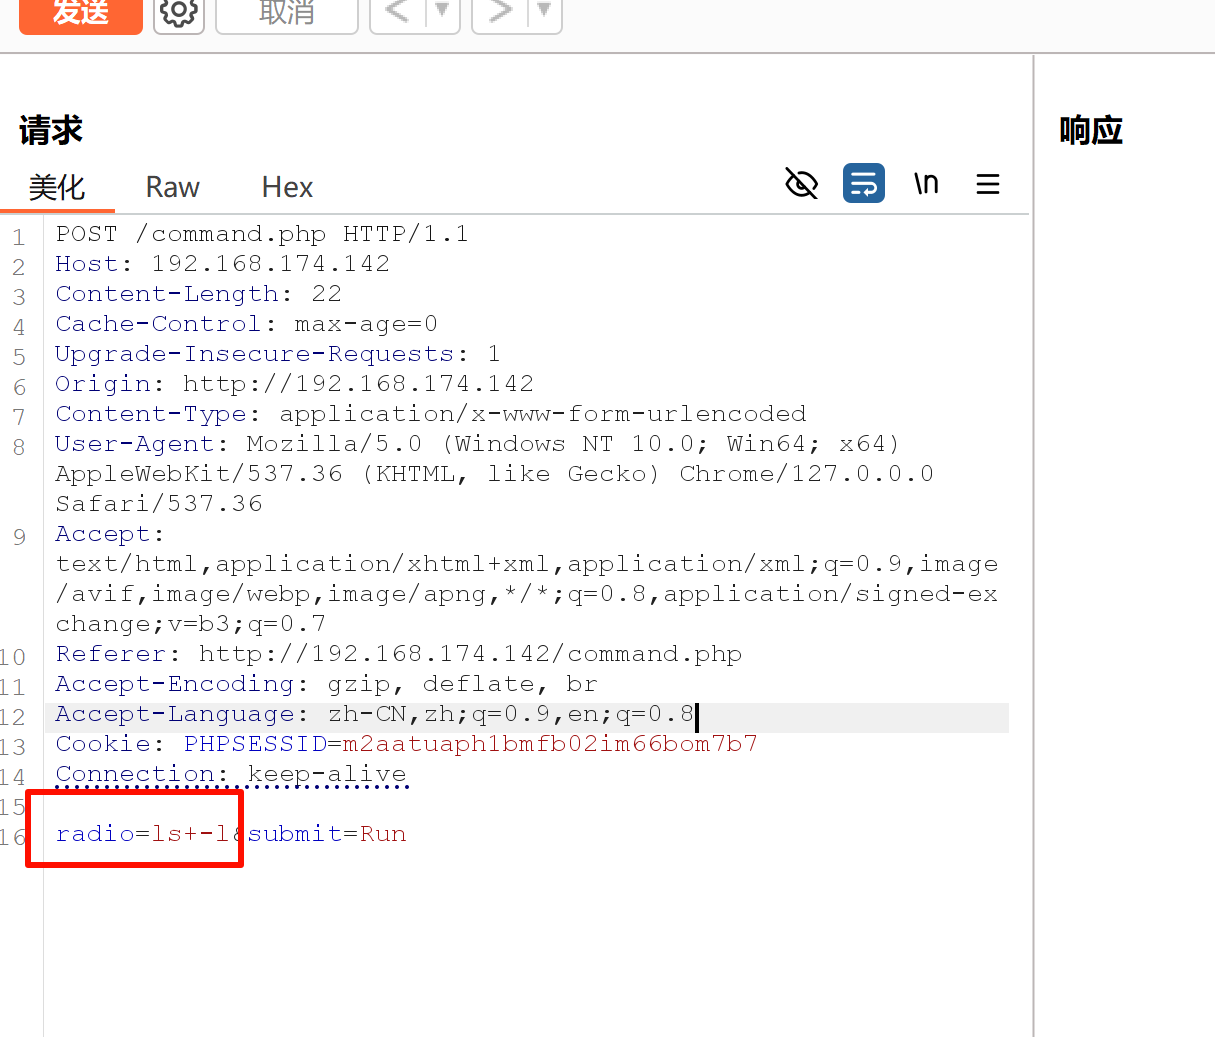 发送
取消
请求
响应
美化 Raw Hex
\n
1 POST /command.php HTTP/1.1
2 Host: 192.168.174.142
3 Content-Length: 22
4 Cache-Control: max-age=0
5 Upgrade-Insecure-Requests: 1
6 Origin: http://192.168.174.142
7 Content-Type: application/x-www-form-urlencoded
8 User-Agent: Mozilla/5.0 (Windows NT 10.0; Win64; x64)
AppleWebKit/537.36 (KHTML, like Gecko) Chrome/127.0.0.0
Safari/537.36
9 Accept:
text/html,application/xhtml+xml,application/xml;q=0.9,image
/avif,image/webp,image/apng,*/*;q=0.8,application/signed-ex
change;v=b3;q=0.7
10 Referer: http://192.168.174.142/command.php
11 Accept-Encoding: gzip, deflate, br
12 Accept-Language: zh-CN,zh;q=0.9,en;q=0.8
13 Cookie: PHPSESSID=m2aatuaph1bmfb02im66bom7b7
14 Connection: keep-alive
15
16 radio=ls+-l&submit=Run